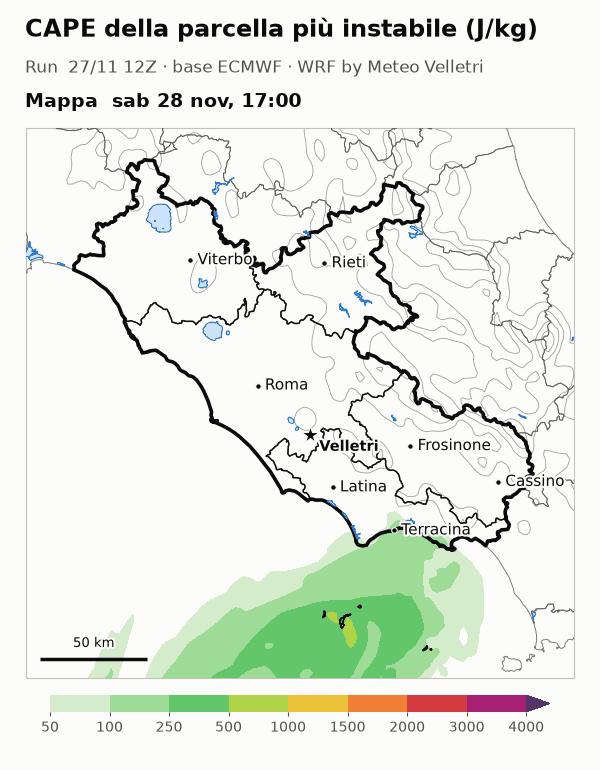 CAPE della parcella più instabile (J/kg)
Run  27/11 12Z · base ECMWF · WRF by Meteo Velletri
Mappa  sab 28 nov, 17:00
Viterbo
Rieti
Roma
Velletri
Frosinone
Cassino
Latina
Terracina
50 km
50 100 250 500 1000 1500 2000 3000 4000